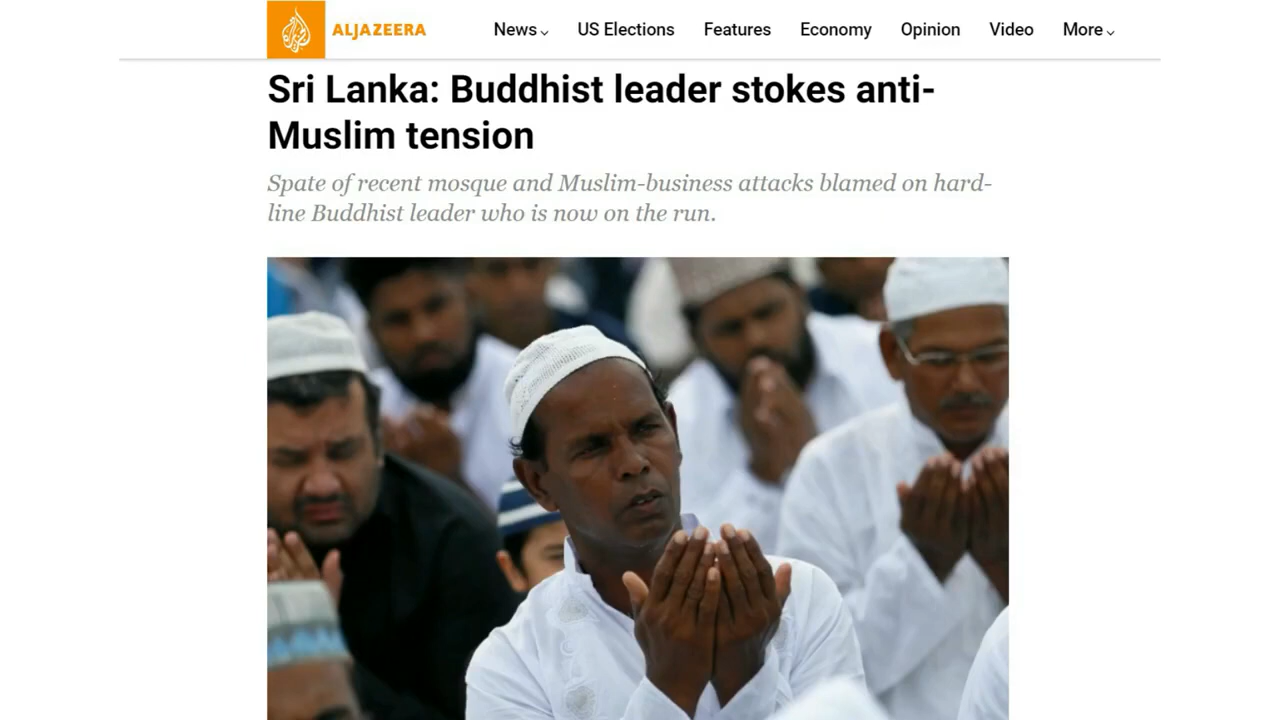 ALJAZEERA News US Elections Features Economy Opinion Video More
Sri Lanka: Buddhist leader stokes anti-
Muslim tension
Spate of recent mosque and Muslim-business attacks blamed on hard-
line Buddhist leader who is now on the run.